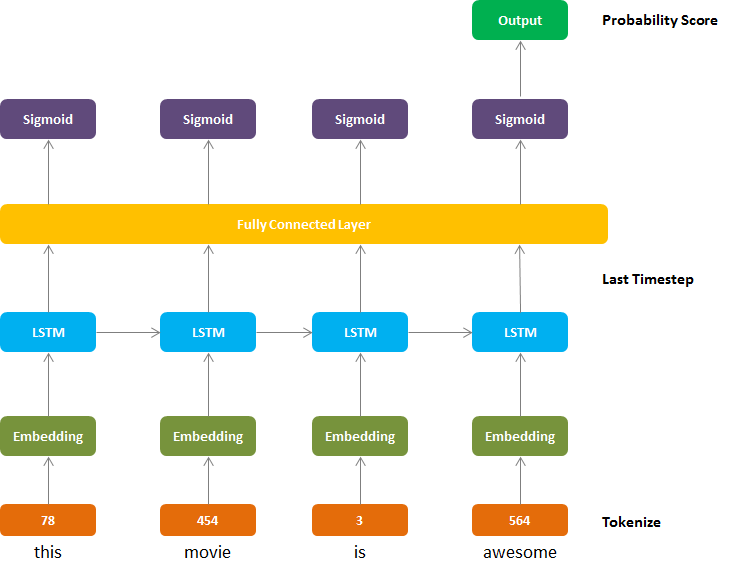 Output Probability Score
Sigmoid Sigmoid Sigmoid Sigmoid
Fully Connected Layer
Last Timestep
LSTM LSTM LSTM LSTM
Embedding Embedding Embedding Embedding
78 454 3 564 Tokenize
this movie is awesome